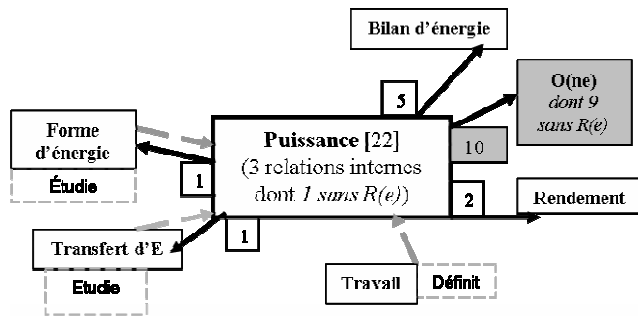 Bilan d'énergie
5
O(ne)
dont 9
sans R(e)
10
Forme
d'énergie
Étude
1
Puissance [22]
(3 relations internes
dont 1 sans R(e))
2
Rendement
Transfert d'E
Etudie
1
Travail
Définit